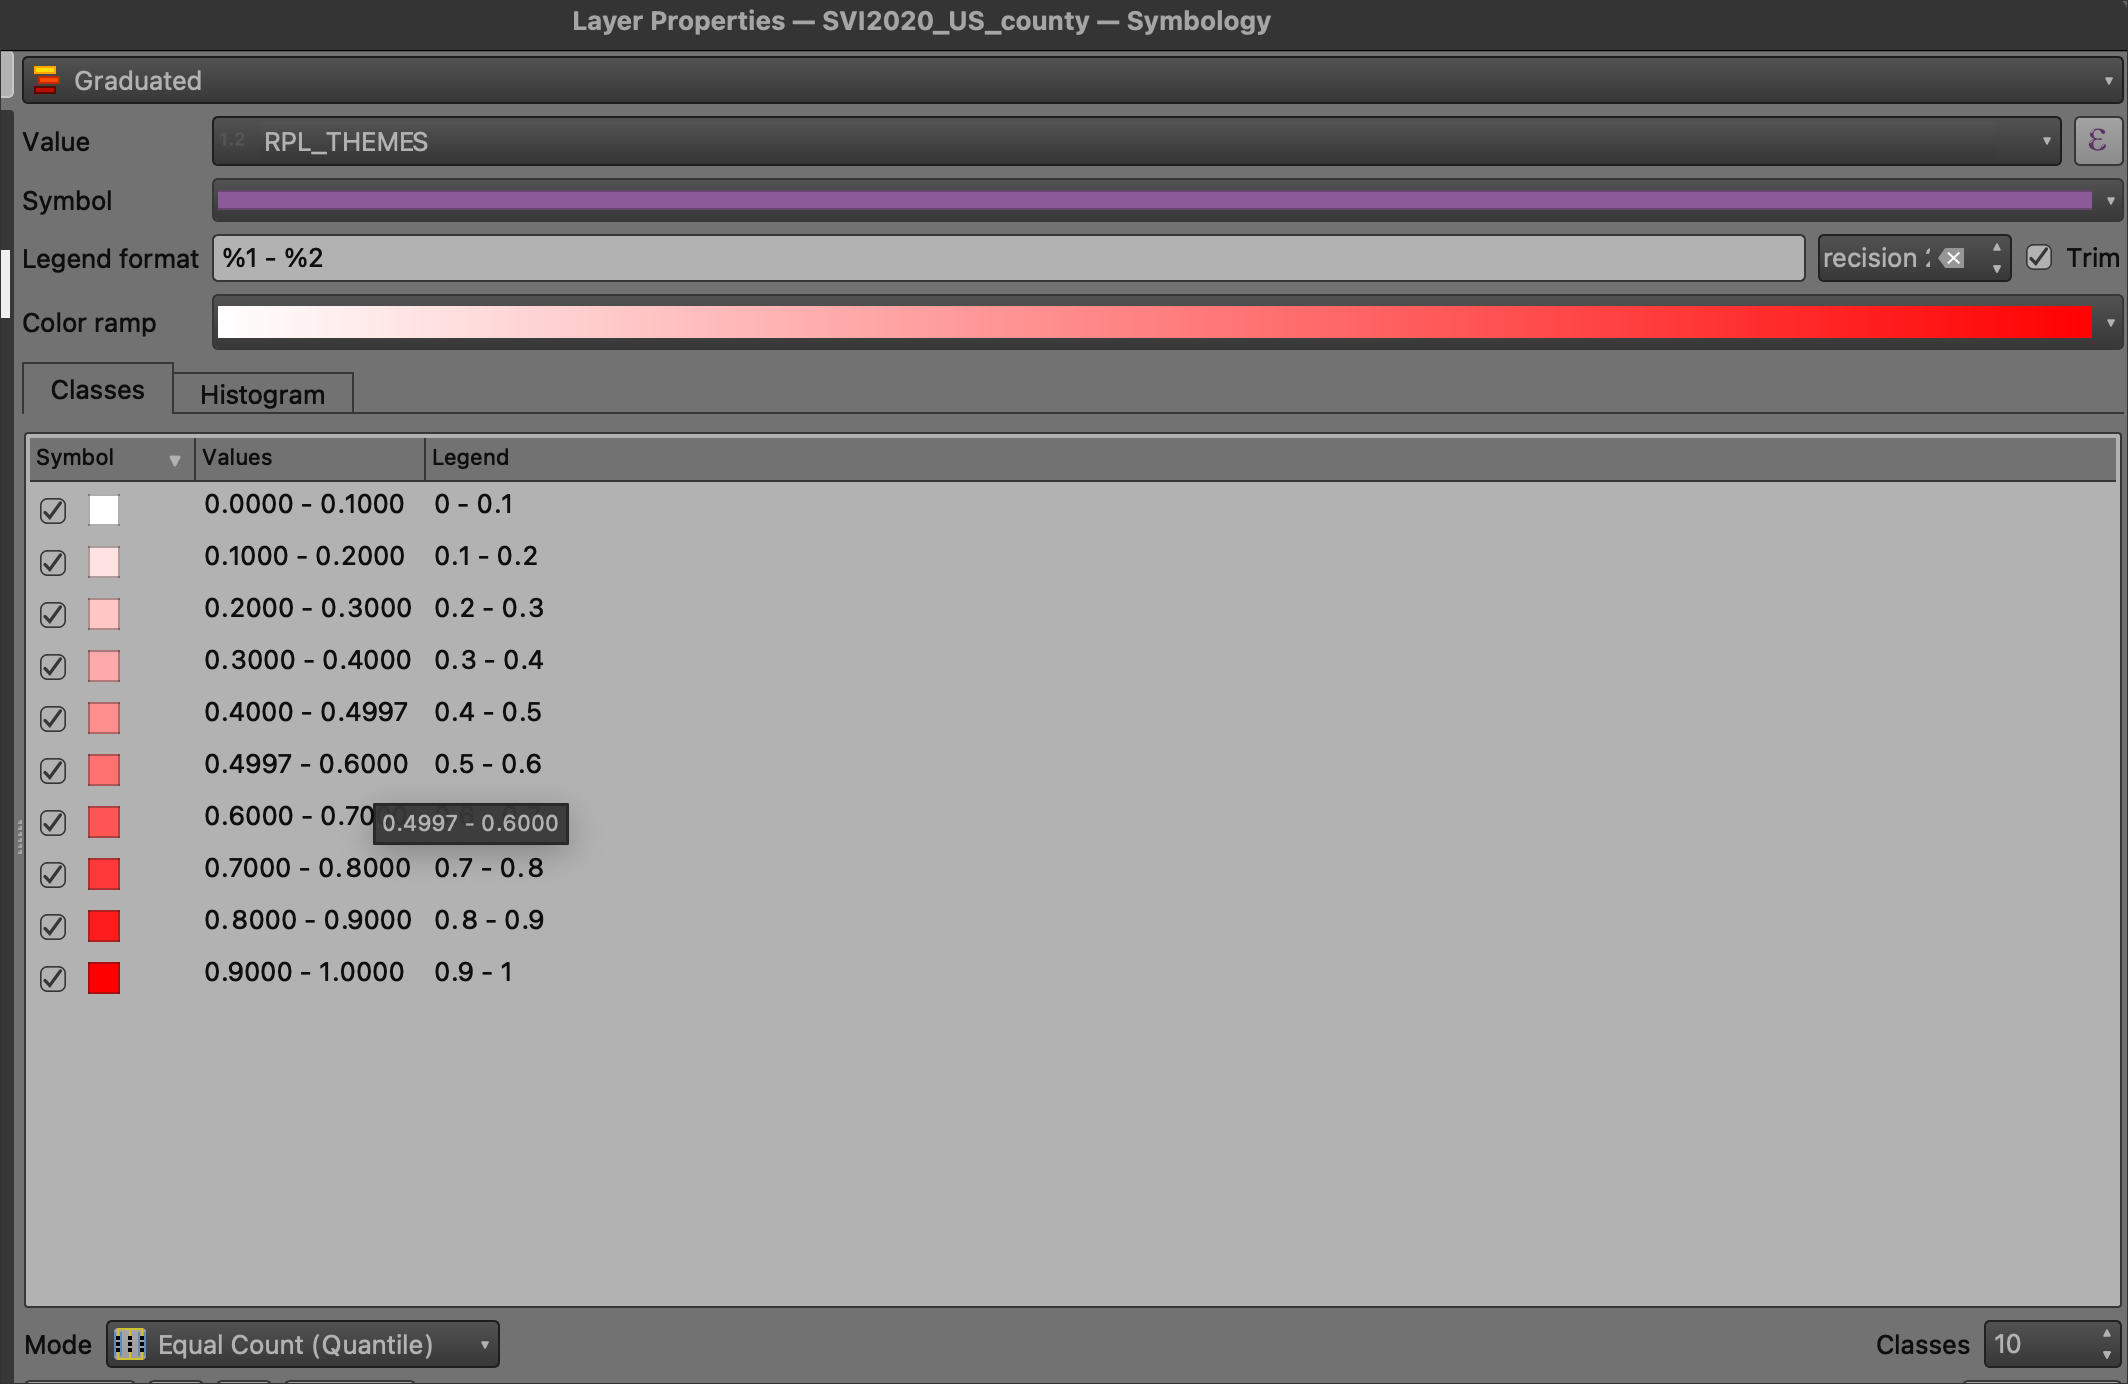 Layer Properties — SVI2020_US_county — Symbology
Graduated
Value 1.2 RPL_THEMES ε
Symbol
Legend format %1 - %2 recision Trim
Color ramp
Classes Histogram
Symbol Values Legend
0.0000 - 0.1000 0 - 0.1
0.1000 - 0.2000 0.1 - 0.2
0.2000 - 0.3000 0.2 - 0.3
0.3000 - 0.4000 0.3 - 0.4
0.4000 - 0.4997 0.4 - 0.5
0.4997 - 0.6000 0.5 - 0.6
0.6000 - 0.70
0.4997 - 0.6000
0.7000 - 0.8000 0.7 - 0.8
0.8000 - 0.9000 0.8 - 0.9
0.9000 - 1.0000 0.9 - 1
Mode Equal Count (Quantile) Classes 10